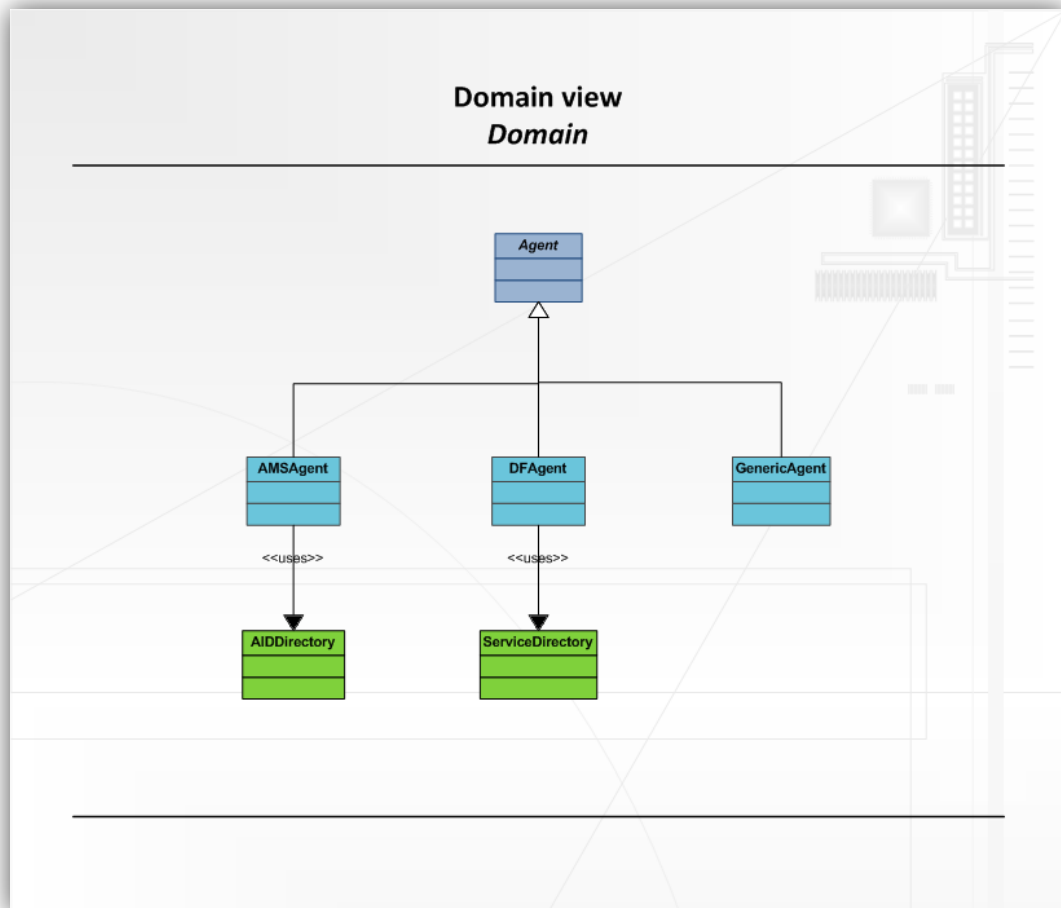 Domain view
Domain
Agent
AMSAgent
DFAgent
GenericAgent
<<uses>>
<<uses>>
AIDDirectory
ServiceDirectory